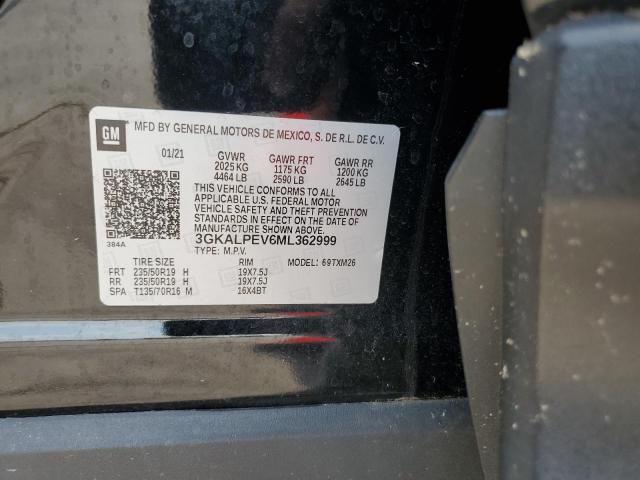 GM MFD BY GENERAL MOTORS DE MEXICO, S. DE R.L. DE C.V.
01/21 GVWR GAWR FRT GAWR RR
2025 KG 1175 KG 1200 KG
4464 LB 2590 LB 2645 LB
THIS VEHICLE CONFORMS TO ALL
APPLICABLE U.S. FEDERAL MOTOR
VEHICLE SAFETY AND THEFT PREVENTION
STANDARDS IN EFFECT ON THE DATE OF
MANUFACTURE SHOWN ABOVE.
384A 3GKALPEV6ML362999
TYPE: M.P.V.
TIRE SIZE RIM MODEL: 69TXM26
FRT 235/50R19 H 19X7.5J
RR 235/50R19 H 19X7.5J
SPA T135/70R16 M 16X4BT